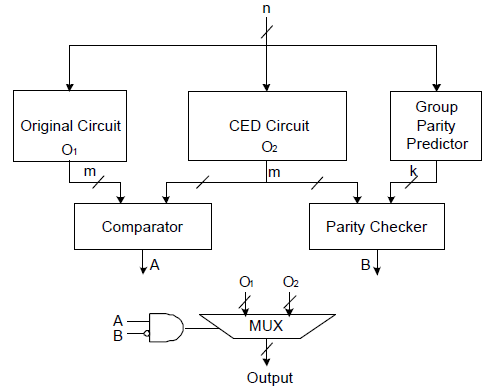 n
Original Circuit
O1
CED Circuit
O2
Group
Parity
Predictor
m
m
k
Comparator
Parity Checker
A
B
O1
O2
A
B
MUX
Output